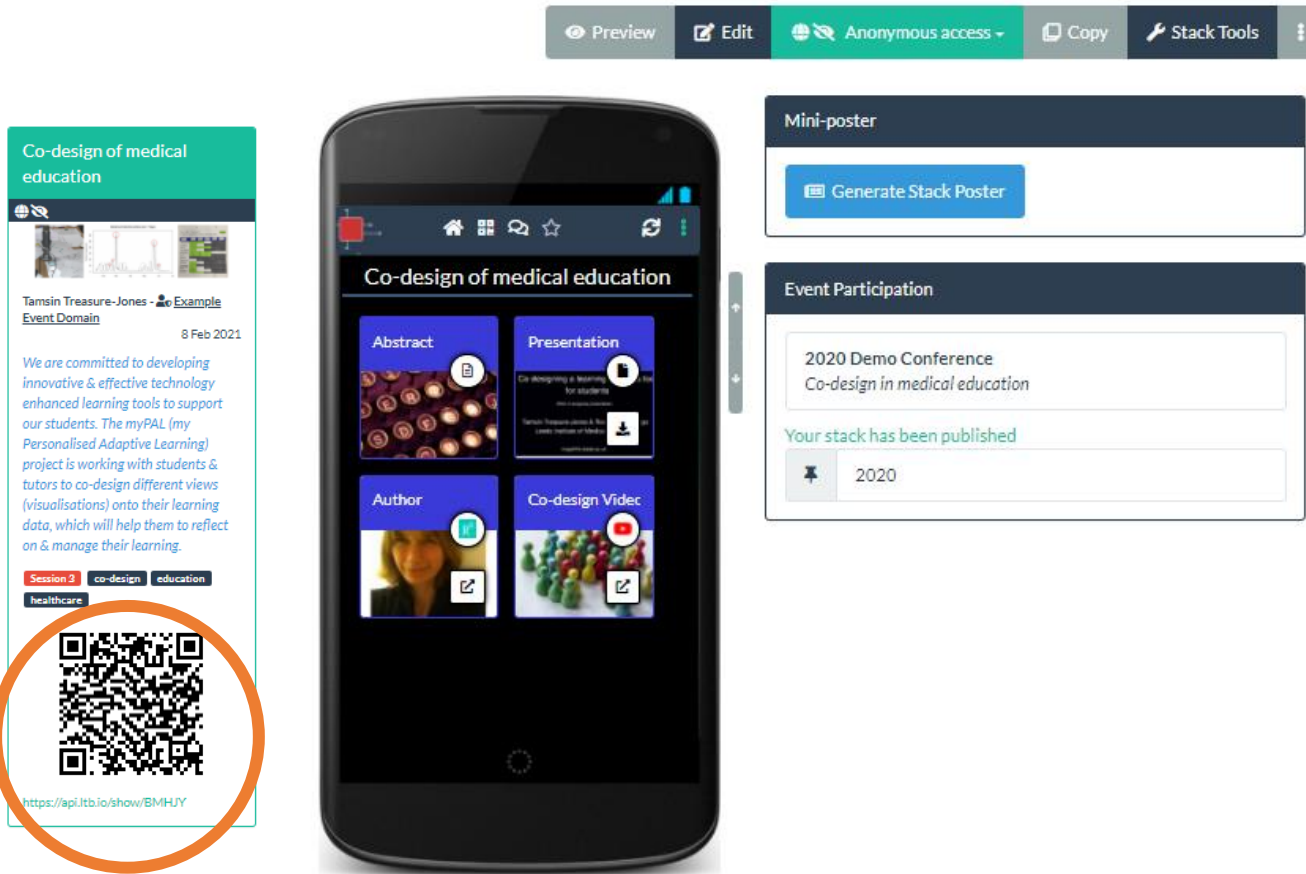 Preview
Edit
Anonymous access
Copy
Stack Tools
Co-design of medical
education
Tamsin Treasure-Jones - Example
Event Domain
8 Feb 2021
We are committed to developing
innovative & effective technology
enhanced learning tools to support
our students. The myPAL (my
Personalised Adaptive Learning)
project is working with students &
tutors to co-design different views
(visualisations) onto their learning
data, which will help them to reflect
on & manage their learning.
Session 3 co-design education
healthcare
https://api.ltb.io/show/BMHJY
Co-design of medical education
Abstract
Presentation
Co-designing a learning
for students
Author
Co-design Videc
Mini-poster
Generate Stack Poster
Event Participation
2020 Demo Conference
Co-design in medical education
Your stack has been published
2020